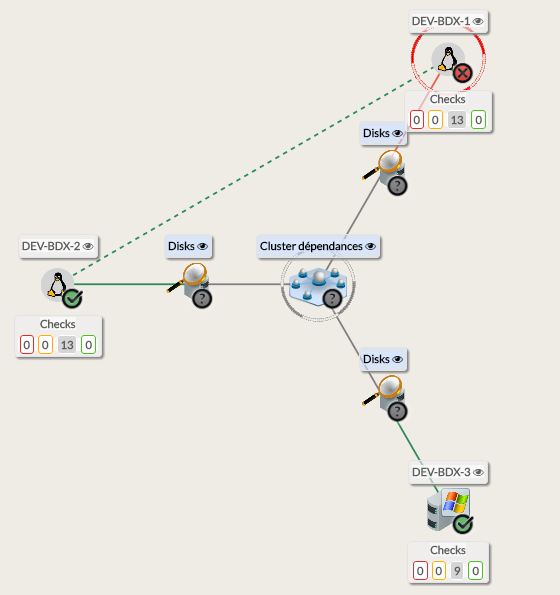 DEV-BDX-1
Checks
0 0 13 0
Disks
?
DEV-BDX-2
Disks
Cluster dépendances
?
?
Checks
0 0 13 0
Disks
?
DEV-BDX-3
Checks
0 0 9 0